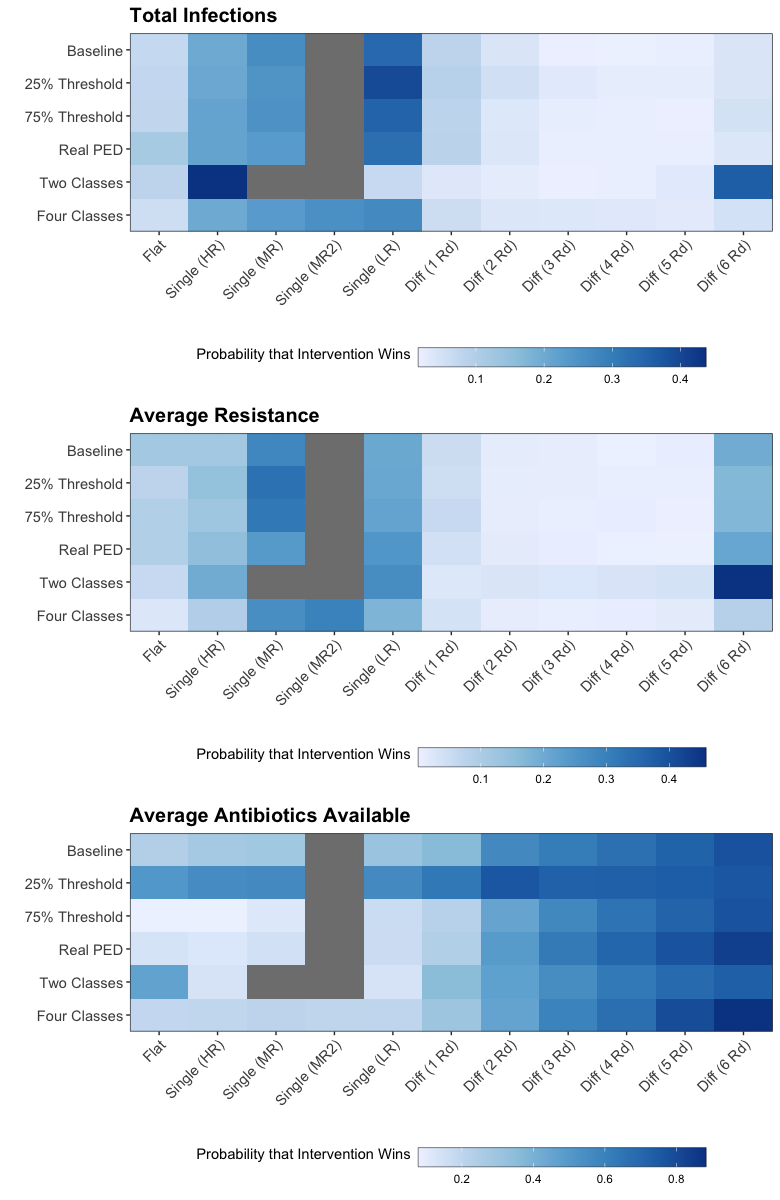 Total Infections
Baseline
25% Threshold
75% Threshold
Real PED
Two Classes
Four Classes
Flat
Single (HR)
Single (MR)
Single (MR2)
Single (LR)
Diff (1 Rd)
Diff (2 Rd)
Diff (3 Rd)
Diff (4 Rd)
Diff (5 Rd)
Diff (6 Rd)
Probability that Intervention Wins
0.1 0.2 0.3 0.4
Average Resistance
Baseline
25% Threshold
75% Threshold
Real PED
Two Classes
Four Classes
Flat
Single (HR)
Single (MR)
Single (MR2)
Single (LR)
Diff (1 Rd)
Diff (2 Rd)
Diff (3 Rd)
Diff (4 Rd)
Diff (5 Rd)
Diff (6 Rd)
Probability that Intervention Wins
0.1 0.2 0.3 0.4
Average Antibiotics Available
Baseline
25% Threshold
75% Threshold
Real PED
Two Classes
Four Classes
Flat
Single (HR)
Single (MR)
Single (MR2)
Single (LR)
Diff (1 Rd)
Diff (2 Rd)
Diff (3 Rd)
Diff (4 Rd)
Diff (5 Rd)
Diff (6 Rd)
Probability that Intervention Wins
0.2 0.4 0.6 0.8